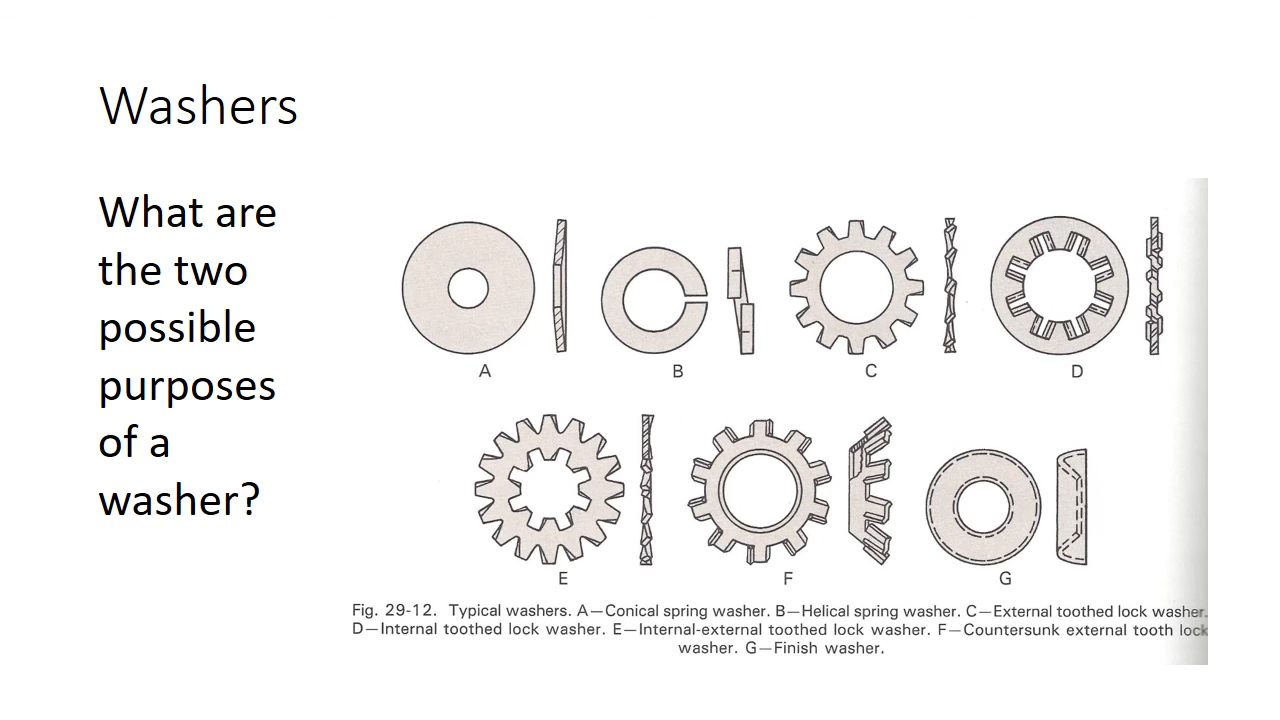 Washers
What are
the two
possible
purposes
of a
washer?
A
B
C
D
E
F
G
Fig. 29-12. Typical washers. A—Conical spring washer. B—Helical spring washer. C—External toothed lock washer.
D—Internal toothed lock washer. E—Internal-external toothed lock washer. F—Countersunk external tooth lock
washer. G—Finish washer.